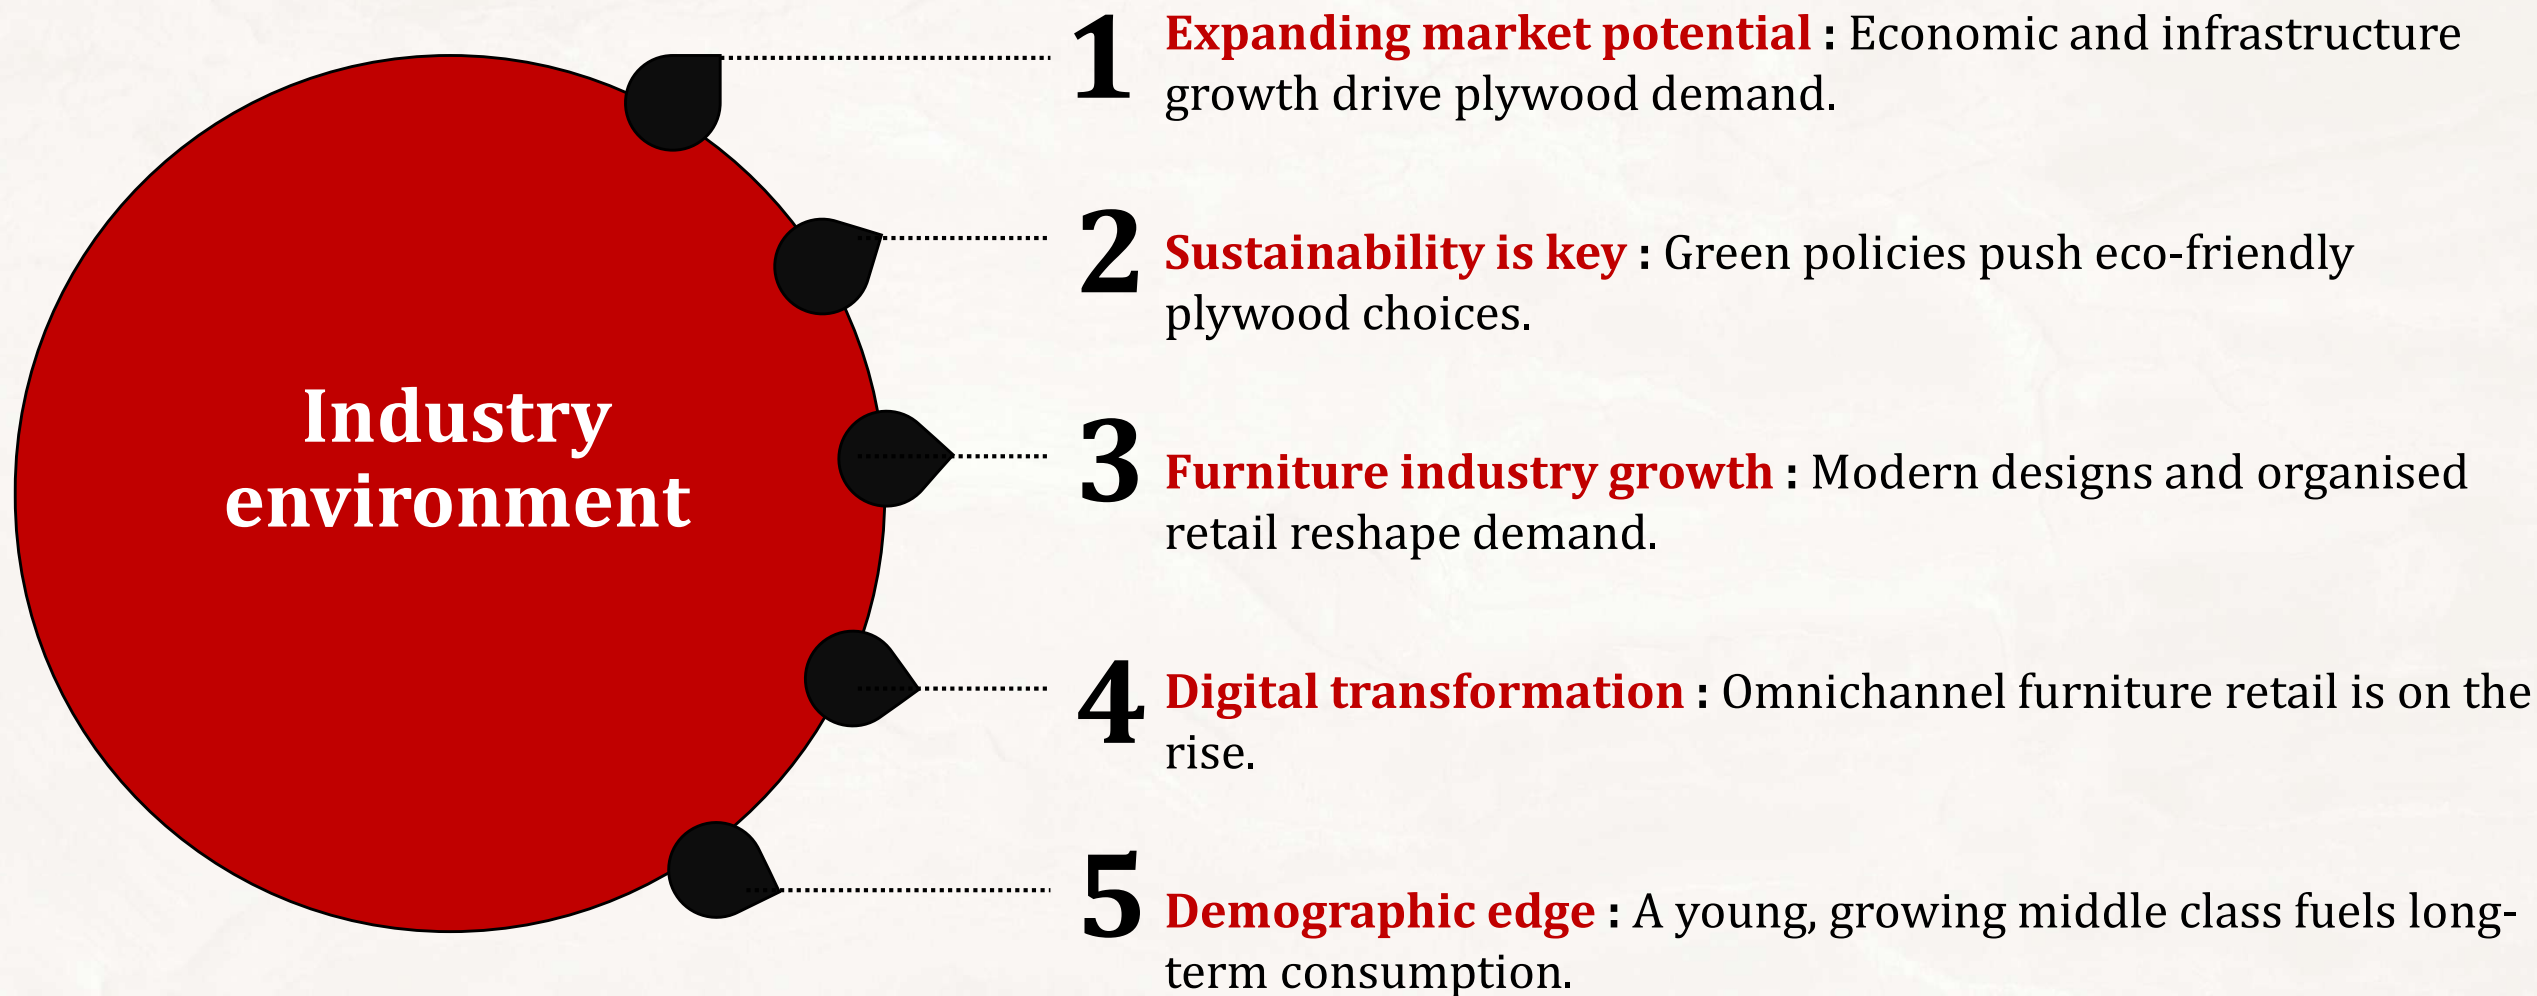 Industry
environment
1
Expanding market potential : Economic and infrastructure
growth drive plywood demand.
2
Sustainability is key : Green policies push eco-friendly
plywood choices.
3
Furniture industry growth : Modern designs and organised
retail reshape demand.
4
Digital transformation : Omnichannel furniture retail is on the
rise.
5
Demographic edge : A young, growing middle class fuels long-
term consumption.